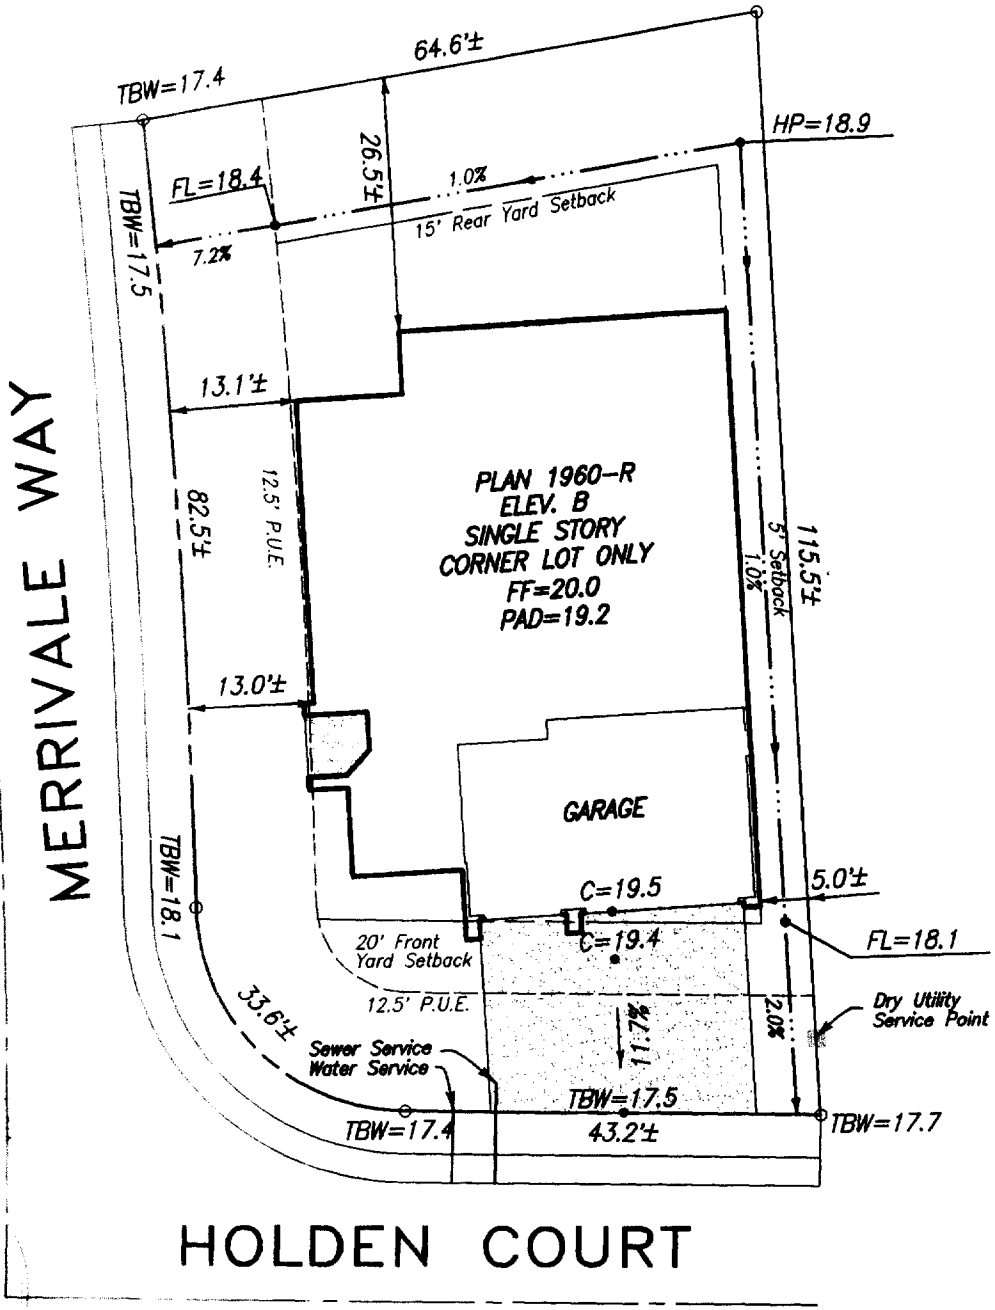 64.6'±
TBW=17.4
HP=18.9
26.5'±
FL=18.4
1.0%
TBW=17.5
15' Rear Yard Setback
7.2%
13.1'±
MERRIVALE WAY
82.5'±
12.5' P.U.E.
PLAN 1960-R
ELEV. B
SINGLE STORY
CORNER LOT ONLY
FF=20.0
PAD=19.2
1.0%
5' Setback
115.5'±
13.0'±
GARAGE
TBW=18.1
C=19.5
5.0'±
20' Front
Yard Setback
C=19.4
FL=18.1
12.5' P.U.E.
33.6'±
11.7%
2.0%
Dry Utility
Service Point
Sewer Service
Water Service
TBW=17.5
TBW=17.4
43.2'±
TBW=17.7
HOLDEN COURT